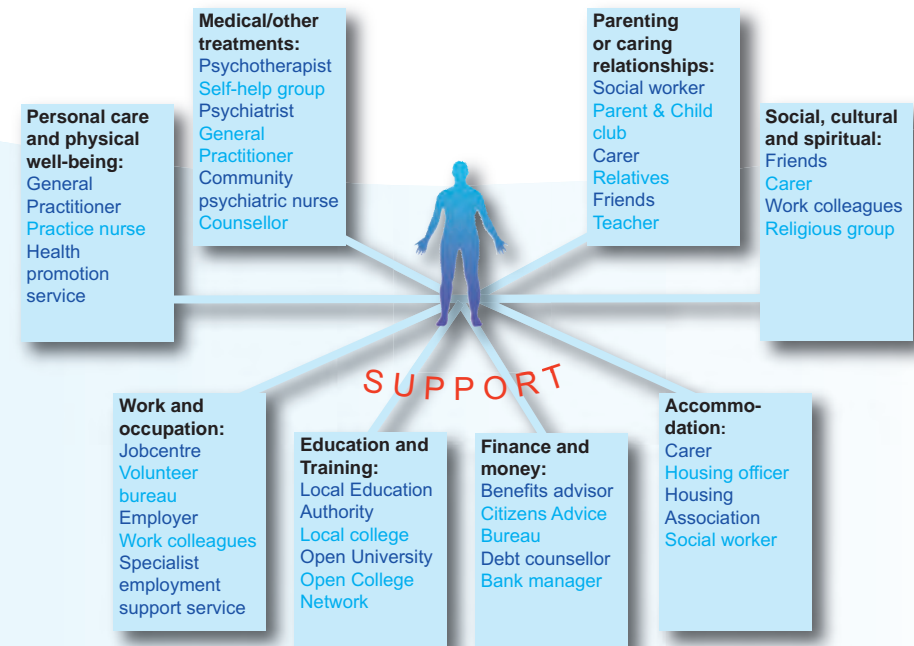 Medical/other
treatments:
Psychotherapist
Self-help group
Psychiatrist
General
Practitioner
Community
psychiatric nurse
Counsellor
Parenting
or caring
relationships:
Social worker
Parent & Child
club
Carer
Relatives
Friends
Teacher
Personal care
and physical
well-being:
General
Practitioner
Practice nurse
Health
promotion
service
Social, cultural
and spiritual:
Friends
Carer
Work colleagues
Religious group
SUPPORT
Work and
occupation:
Jobcentre
Volunteer
bureau
Employer
Work colleagues
Specialist
employment
support service
Education and
Training:
Local Education
Authority
Local college
Open University
Open College
Network
Finance and
money:
Benefits advisor
Citizens Advice
Bureau
Debt counsellor
Bank manager
Accommo-
dation:
Carer
Housing officer
Housing
Association
Social worker